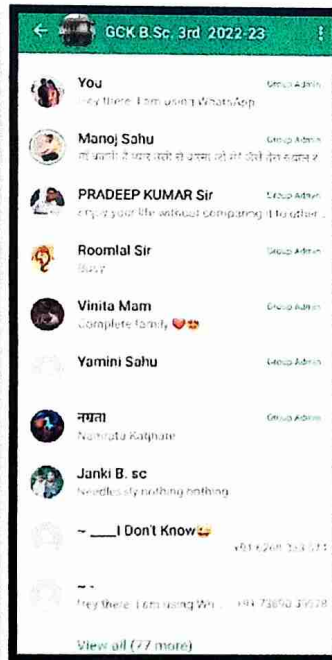 GCK B.Sc. 3rd 2022-23
You
Group Admin
Hey there. I am using WhatsApp.
Manoj Sahu
Group Admin
PRADEEP KUMAR Sir
Group Admin
Enjoy your life without comparing it to other...
Roomlal Sir
Group Admin
Busy
Vinita Mam
Group Admin
Complete family ❤️😍
Yamini Sahu
Group Admin
नम्रता
Group Admin
Namrata
Janki B. sc
Needlessly nothing nothing
~ ___I Don't Know😄
+91
~ -
Hey there. I am using Wh... +91
View all (77 more)